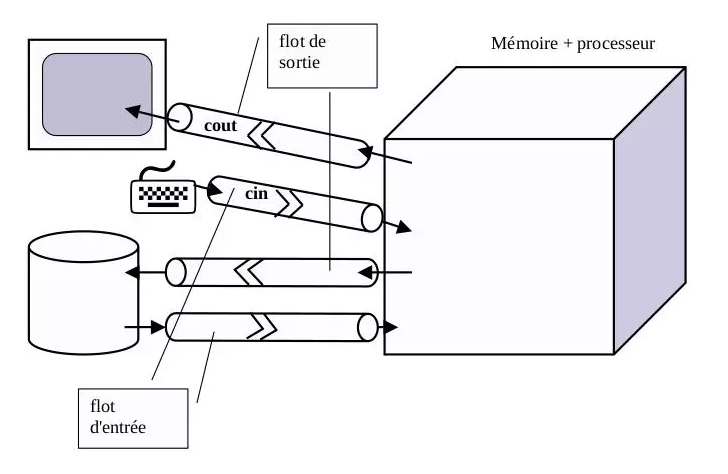 flot de
sortie
Mémoire + processeur
cout
cin
flot
d'entrée